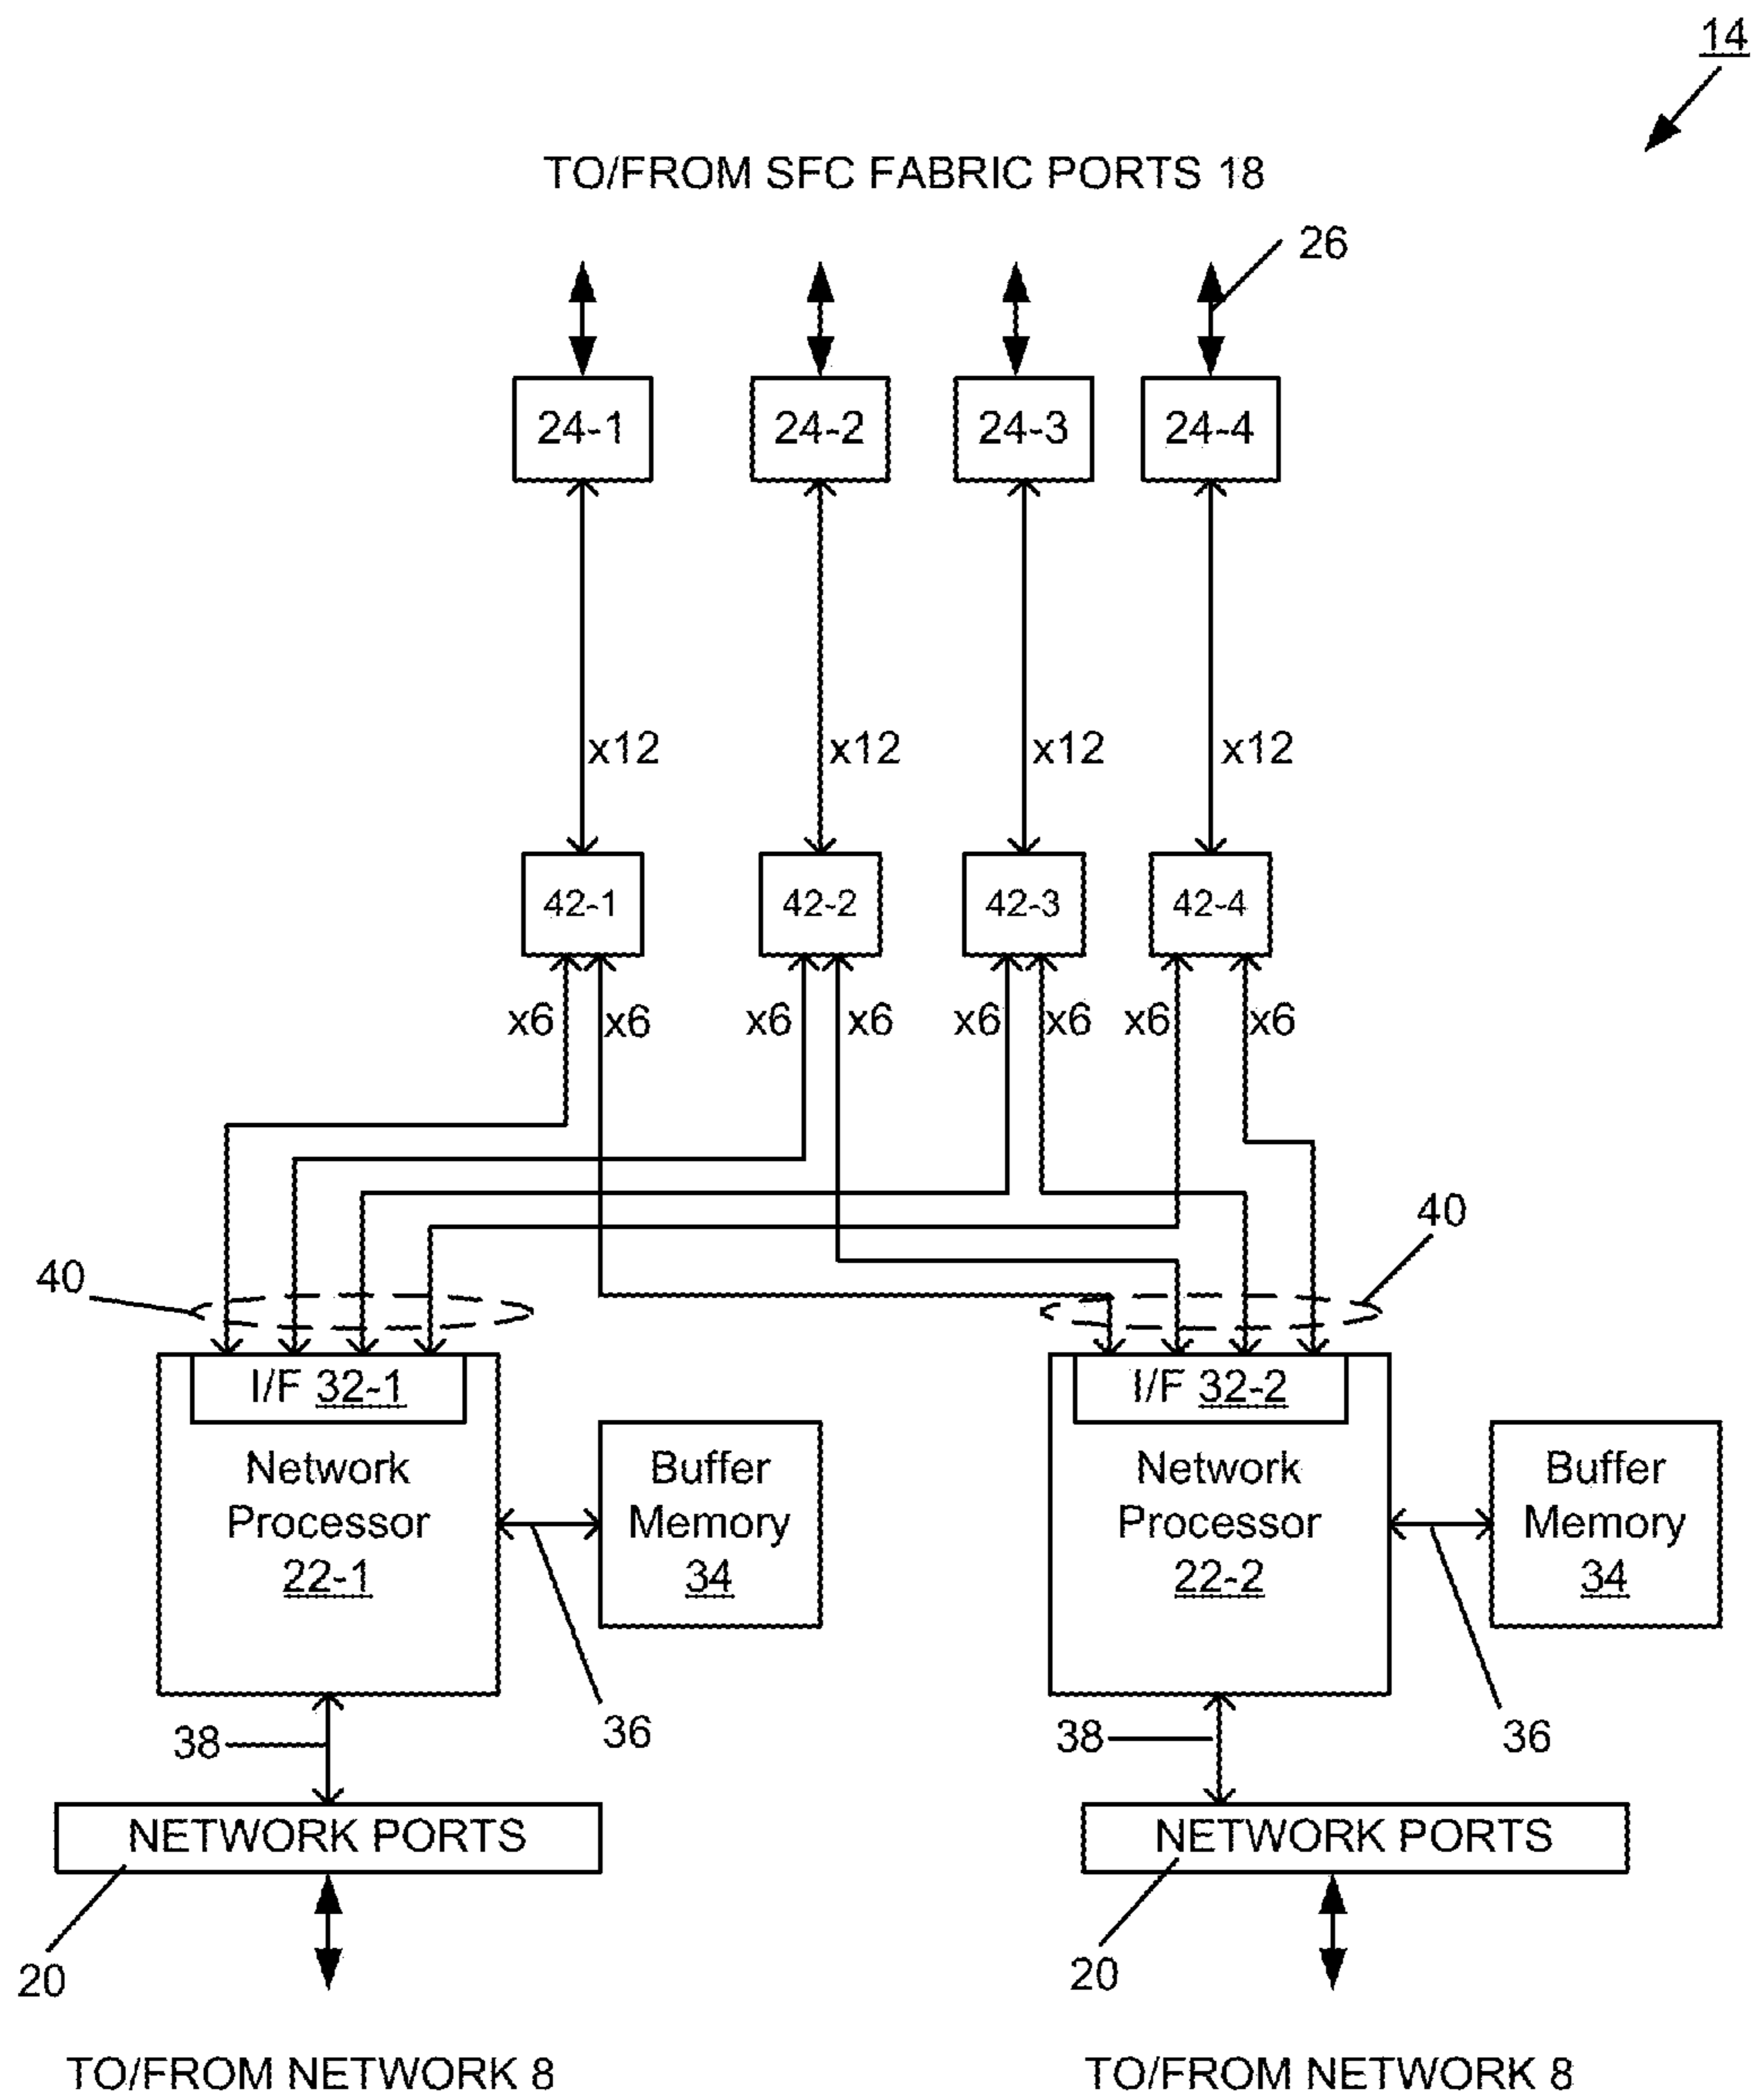 14
TO/FROM SFC FABRIC PORTS 18
26
24-1 24-2 24-3 24-4
x12 x12 x12 x12
42-1 42-2 42-3 42-4
x6 x6 x6 x6 x6 x6 x6 x6
40 40
I/F 32-1 I/F 32-2
Network Buffer Network Buffer
Processor Memory Processor Memory
22-1 34 22-2 34
38 36 38 36
NETWORK PORTS NETWORK PORTS
20 20
TO/FROM NETWORK 8 TO/FROM NETWORK 8